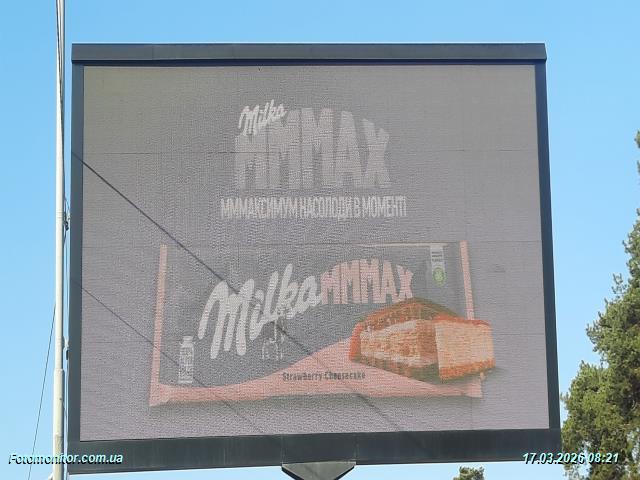 Milka
MMMAX
МММАКСИМУМ НАСОЛОДИ В МОМЕНТІ
Milka MMMAX
Strawberry Cheesecake
Fotomonitor.com.ua
17.03.2026 08:21